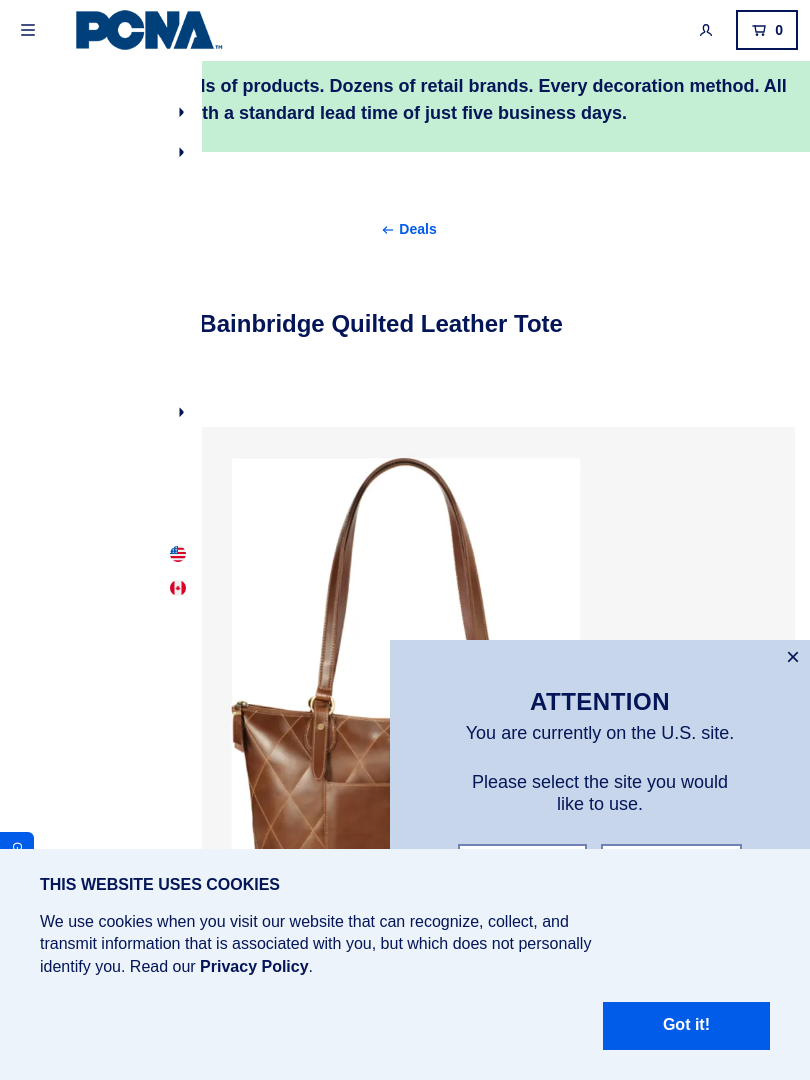 PCNA™
0
of products. Dozens of retail brands. Every decoration method. All
a standard lead time of just five business days.
← Deals
Bainbridge Quilted Leather Tote
ATTENTION
You are currently on the U.S. site.
Please select the site you would
like to use.
THIS WEBSITE USES COOKIES
We use cookies when you visit our website that can recognize, collect, and
transmit information that is associated with you, but which does not personally
identify you. Read our Privacy Policy.
Got it!